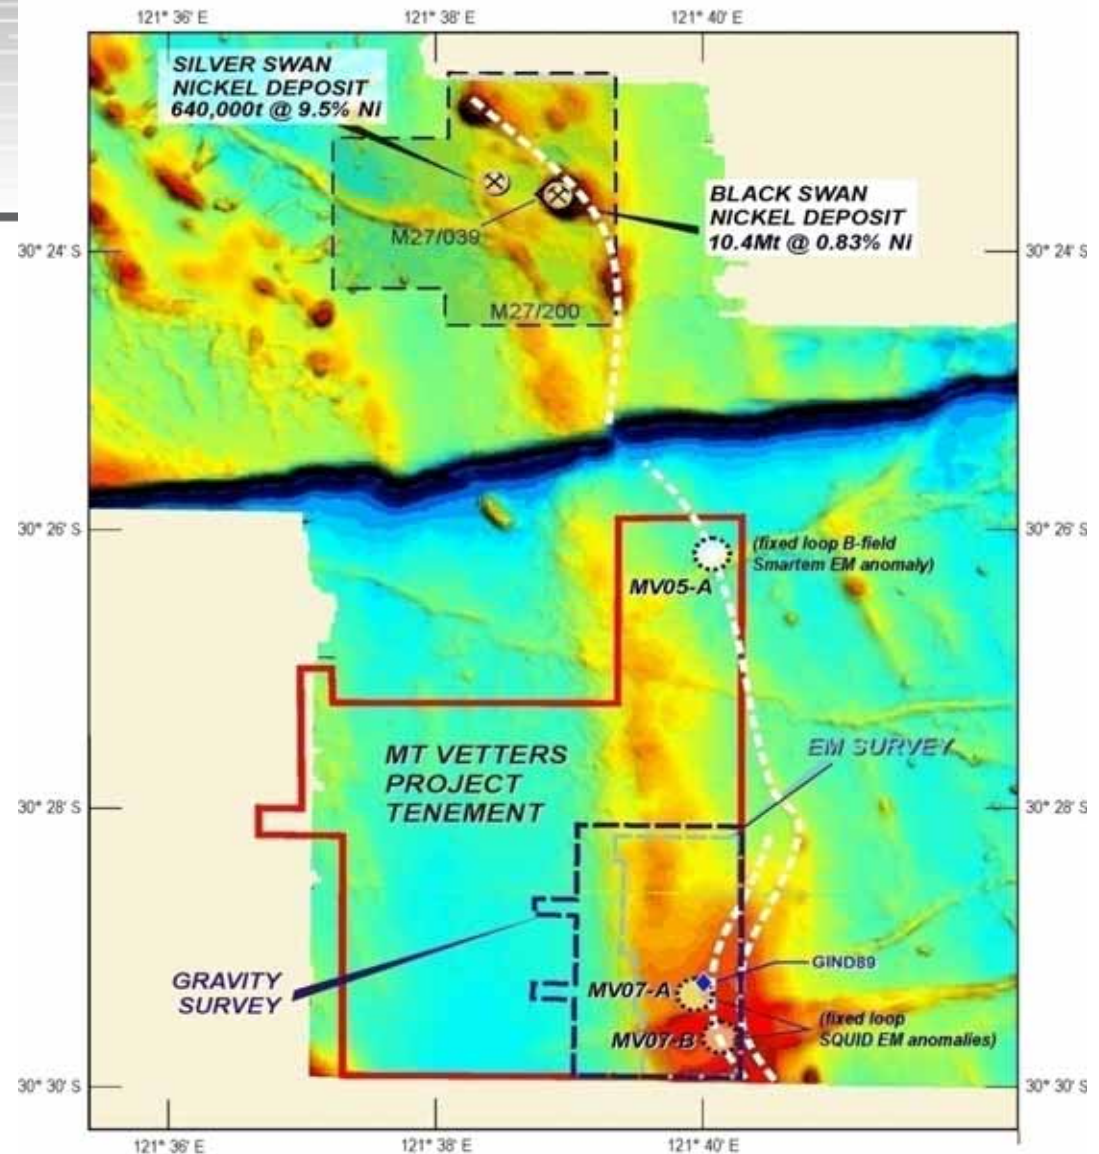 121° 36' E
121° 38' E
121° 40' E
SILVER SWAN
NICKEL DEPOSIT
640,000t @ 9.5% Ni
BLACK SWAN
NICKEL DEPOSIT
10.4Mt @ 0.83% Ni
M27/039
30° 24' S
30° 24' S
M27/200
30° 26' S
30° 26' S
(fixed loop B-field
Smartem EM anomaly)
MV05-A
MT VETTERS
PROJECT
TENEMENT
EM SURVEY
30° 28' S
30° 28' S
GRAVITY
SURVEY
GIND89
MV07-A
(fixed loop
SQUID EM anomalies)
MV07-B
30° 30' S
30° 30' S
121° 36' E
121° 38' E
121° 40' E